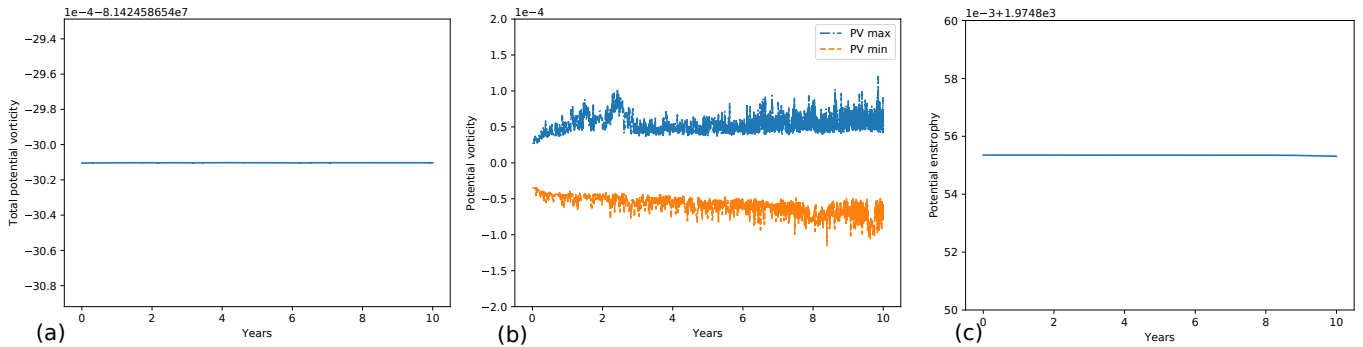 1e−4−8.142458654e7
−29.4
−29.6
−29.8
−30.0
−30.2
−30.4
−30.6
−30.8
Total potential vorticity
0 2 4 6 8 10
Years
(a)
1e−4
2.0
1.5
1.0
0.5
0.0
−0.5
−1.0
−1.5
−2.0
Potential vorticity
PV max
PV min
0 2 4 6 8 10
Years
(b)
1e−3+1.9748e3
60
58
56
54
52
50
Potential enstrophy
0 2 4 6 8 10
Years
(c)